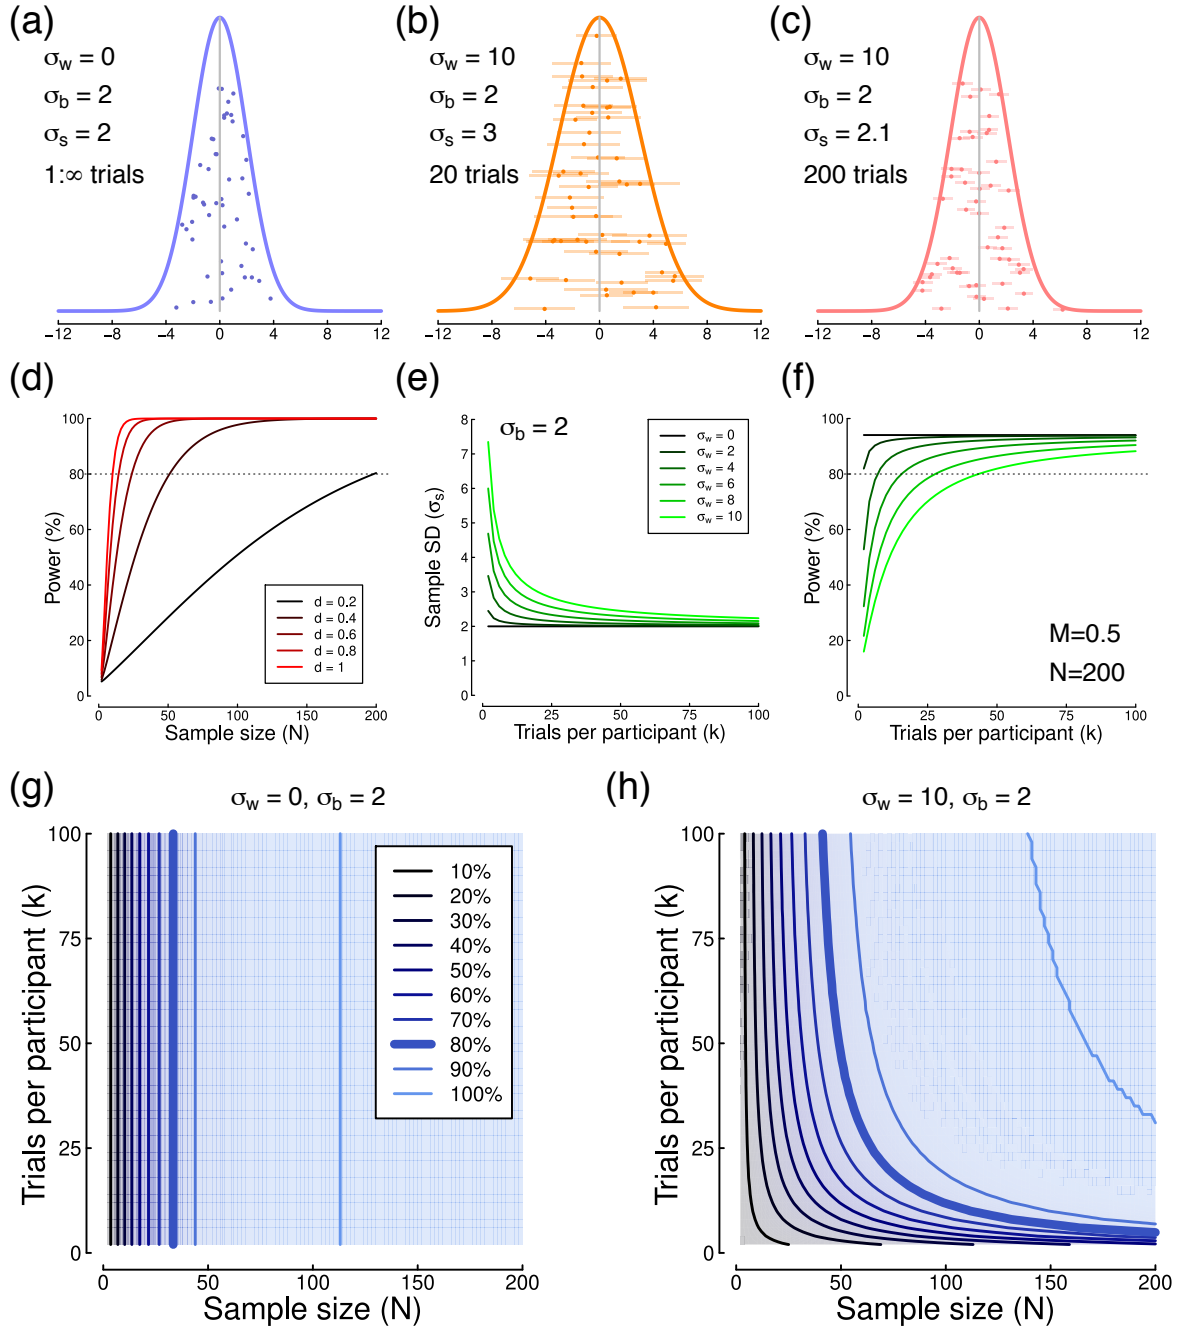 (a)
σw = 0
σb = 2
σs = 2
1:∞ trials
−12 −8 −4 0 4 8 12
(b)
σw = 10
σb = 2
σs = 3
20 trials
−12 −8 −4 0 4 8 12
(c)
σw = 10
σb = 2
σs = 2.1
200 trials
−12 −8 −4 0 4 8 12
(d)
Power (%)
100
80
60
40
20
0
d = 0.2
d = 0.4
d = 0.6
d = 0.8
d = 1
0 50 100 150 200
Sample size (N)
(e)
σb = 2
Sample SD (σs)
8
7
6
5
4
3
2
1
0
σw = 0
σw = 2
σw = 4
σw = 6
σw = 8
σw = 10
0 25 50 75 100
Trials per participant (k)
(f)
Power (%)
100
80
60
40
20
0
M=0.5
N=200
0 25 50 75 100
Trials per participant (k)
(g)
σw = 0, σb = 2
Trials per participant (k)
100
75
50
25
0
10%
20%
30%
40%
50%
60%
70%
80%
90%
100%
0 50 100 150 200
Sample size (N)
(h)
σw = 10, σb = 2
Trials per participant (k)
100
75
50
25
0
0 50 100 150 200
Sample size (N)